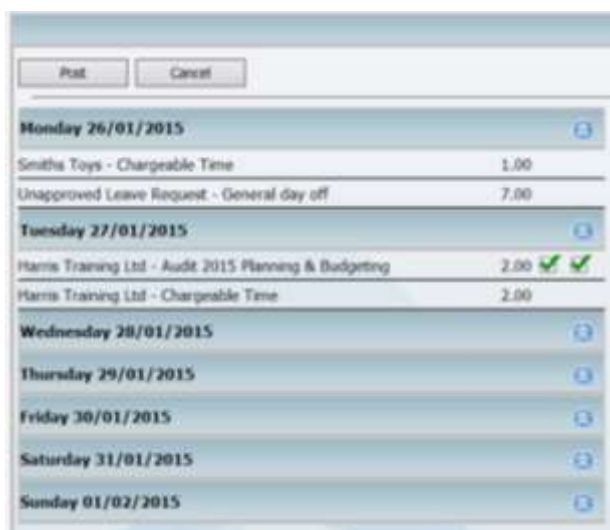 Post Cancel
Monday 26/01/2015
Smiths Toys - Chargeable Time 1.00
Unapproved Leave Request - General day off 7.00
Tuesday 27/01/2015
Harris Training Ltd - Audit 2015 Planning & Budgeting 2.00
Harris Training Ltd - Chargeable Time 2.00
Wednesday 28/01/2015
Thursday 29/01/2015
Friday 30/01/2015
Saturday 31/01/2015
Sunday 01/02/2015